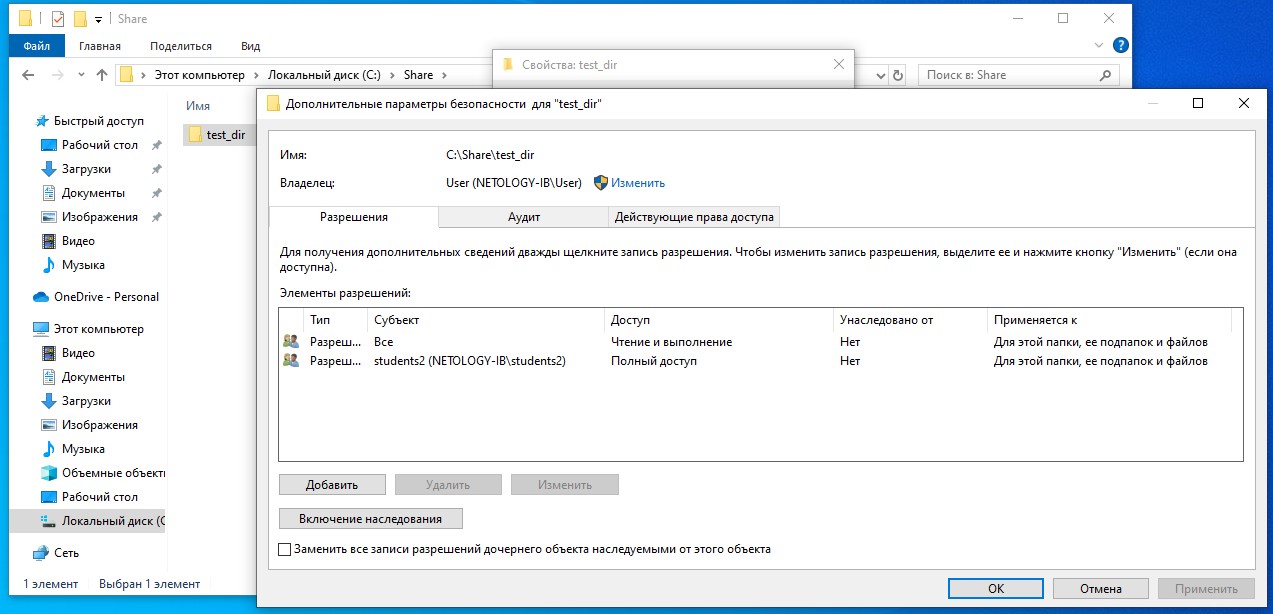 Share
Файл Главная Поделиться Вид
Этот компьютер Локальный диск (C:) Share
Поиск в: Share
Имя
test_dir
Быстрый доступ
Рабочий стол
Загрузки
Документы
Изображения
Видео
Музыка
OneDrive - Personal
Этот компьютер
Видео
Документы
Загрузки
Изображения
Музыка
Объемные объекты
Рабочий стол
Локальный диск (C
Сеть
1 элемент Выбран 1 элемент
Свойства: test_dir
Дополнительные параметры безопасности для "test_dir"
Имя: C:\Share\test_dir
Владелец: User (NETOLOGY-IB\User) Изменить
Разрешения Аудит Действующие права доступа
Для получения дополнительных сведений дважды щелкните запись разрешения. Чтобы изменить запись разрешения, выделите ее и нажмите кнопку "Изменить" (если она
доступна).
Элементы разрешений:
Тип Субъект Доступ Унаследовано от Применяется к
Разреш... Все Чтение и выполнение Нет Для этой папки, ее подпапок и файлов
Разреш... students2 (NETOLOGY-IB\students2) Полный доступ Нет Для этой папки, ее подпапок и файлов
Добавить Удалить Изменить
Включение наследования
Заменить все записи разрешений дочернего объекта наследуемыми от этого объекта
ОК Отмена Применить